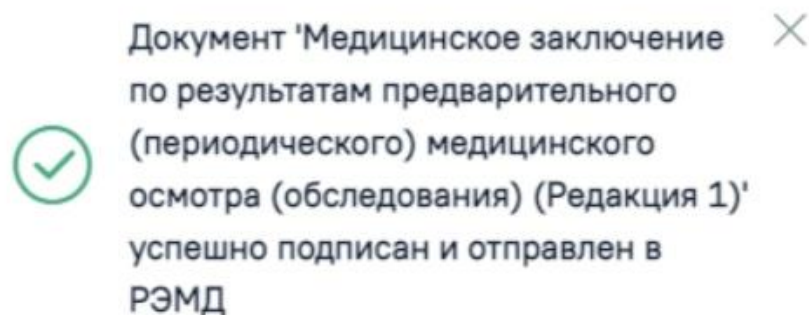 Документ 'Медицинское заключение
по результатам предварительного
(периодического) медицинского
осмотра (обследования) (Редакция 1)'
успешно подписан и отправлен в
РЭМД